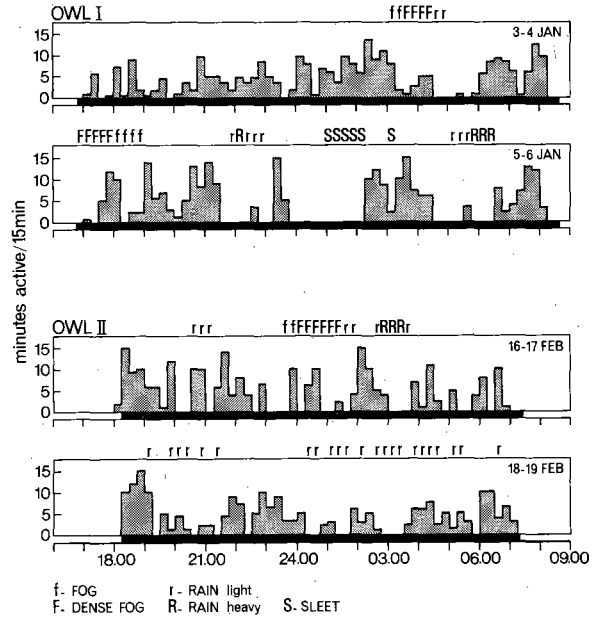 OWL I
ffFFFFrr
3-4 JAN
15
10
5
0
FFFFFffff
rRrrr
SSSSS
S
rrrRRR
5-6 JAN
15
10
5
0
minutes active/15min
OWL II
rrr
ffFFFFFFrr
rRRRr
16-17 FEB
15
10
5
0
r rrr r r rr rrr r rrrr rrrr rr r
18-19 FEB
15
10
5
0
18.00 21.00 24.00 03.00 06.00 09.00
f- FOG r- RAIN light
F- DENSE FOG R- RAIN heavy S- SLEET